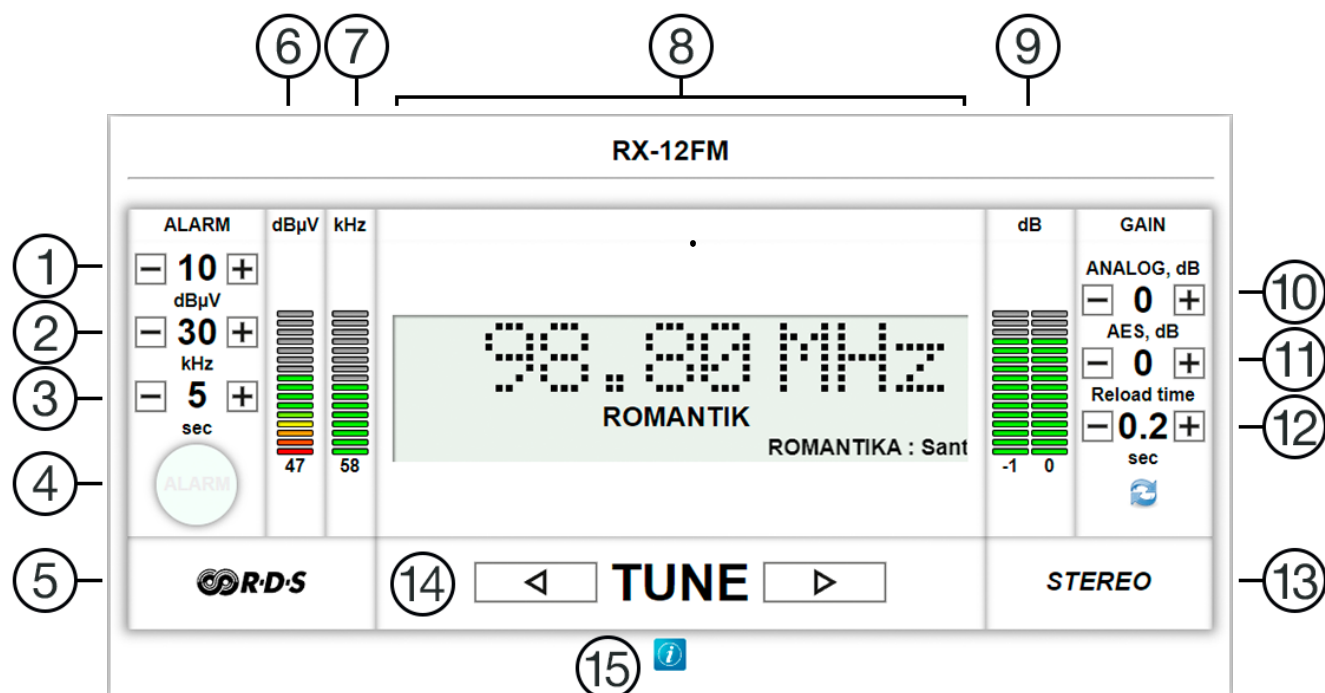 6 7 8 9
RX-12FM
ALARM dBµV kHz dB GAIN
1 10 ANALOG, dB
dBµV 0 10
2 30 AES, dB
kHz 0 11
3 5 Reload time
sec 0.2 12
98.80 MHz
ROMANTIK
ROMANTIKA : Sant
47 58 -1 0 sec
4 ALARM
5 R·D·S 14 TUNE STEREO 13
15 i